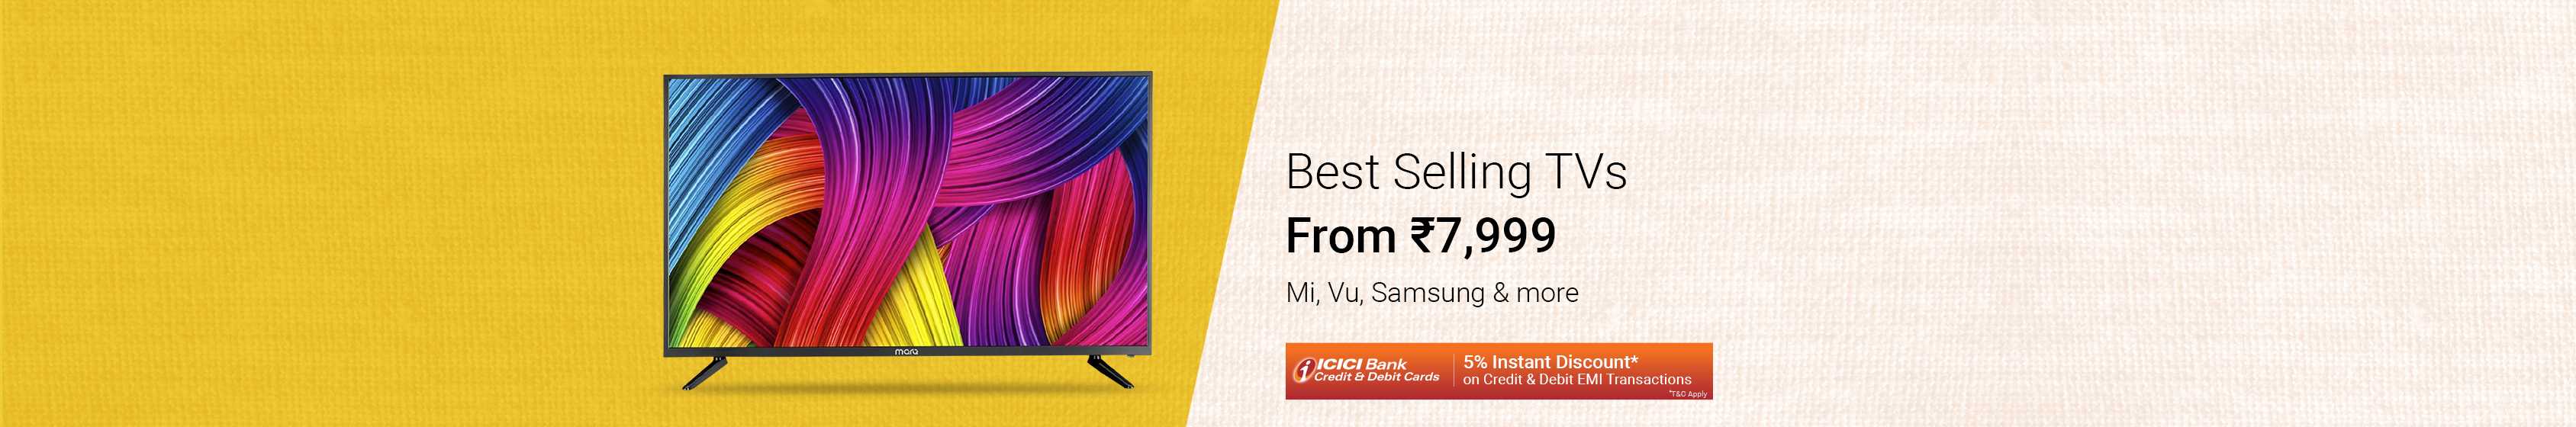 marq
Best Selling TVs
From ₹7,999
Mi, Vu, Samsung & more
ICICI Bank
Credit & Debit Cards
5% Instant Discount*
on Credit & Debit EMI Transactions
*T&C Apply